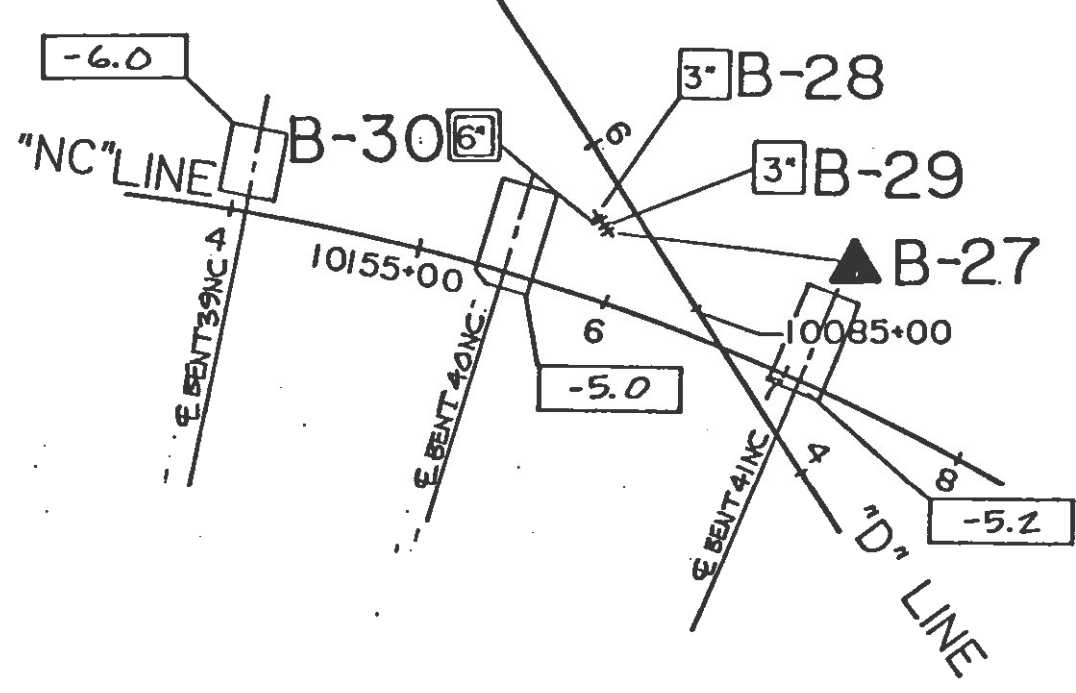 -6.0
3" B-28
B-30 6"
"NC" LINE
6
3" B-29
4
10155+00
B-27
℄ BENT 39NC
6
10085+00
℄ BENT 40NC
-5.0
℄ BENT 41NC
4
8
-5.2
"D" LINE